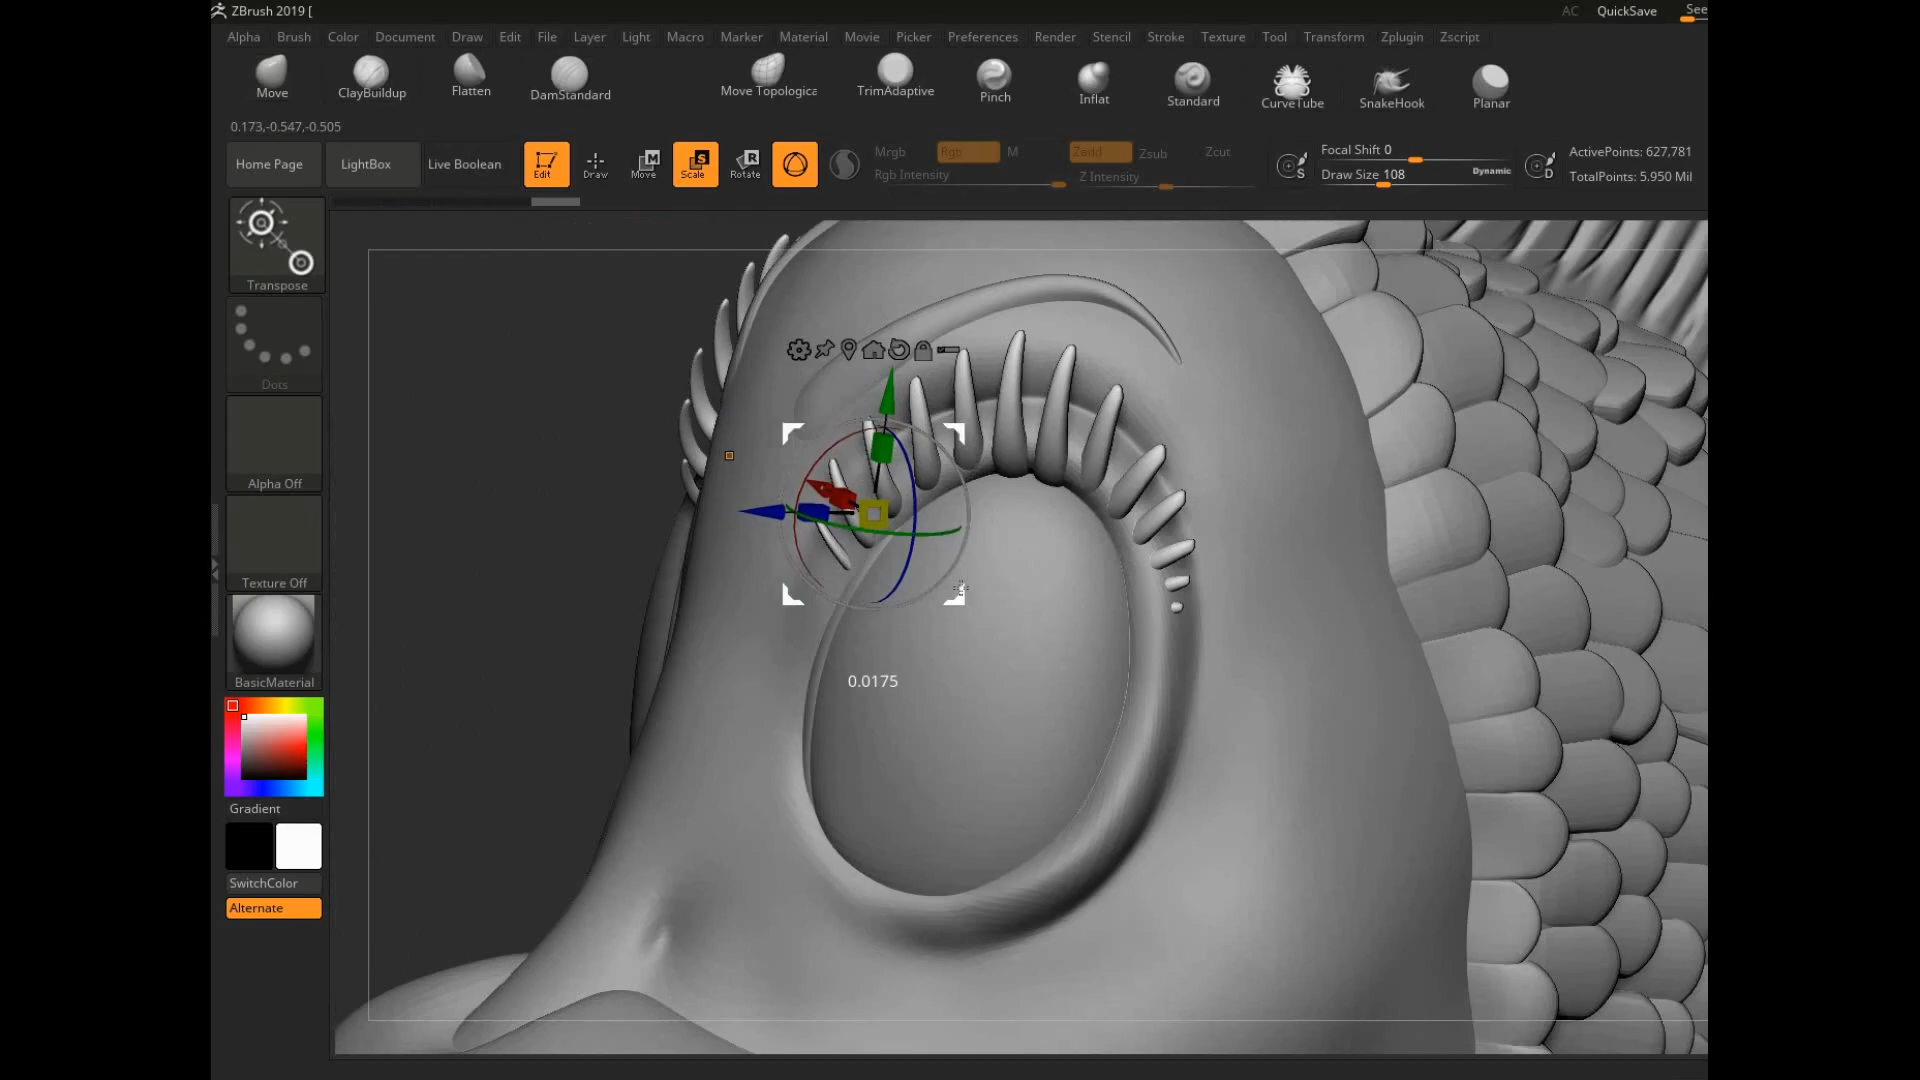 ZBrush 2019 [
AC QuickSave See
Alpha Brush Color Document Draw Edit File Layer Light Macro Marker Material Movie Picker Preferences Render Stencil Stroke Texture Tool Transform Zplugin Zscript
Move ClayBuildup Flatten DamStandard Move Topologica TrimAdaptive Pinch Inflat Standard CurveTube SnakeHook Planar
0.173,-0.547,-0.505
Home Page LightBox Live Boolean Edit Draw Move Scale Rotate
M S R
Mrgb Rgb M Zadd Zsub Zcut
Rgb Intensity Z Intensity
S Focal Shift 0
Draw Size 108 Dynamic
D ActivePoints: 627,781
TotalPoints: 5.950 Mil
Transpose
Dots
Alpha Off
Texture Off
BasicMaterial
Gradient
SwitchColor
Alternate
0.0175